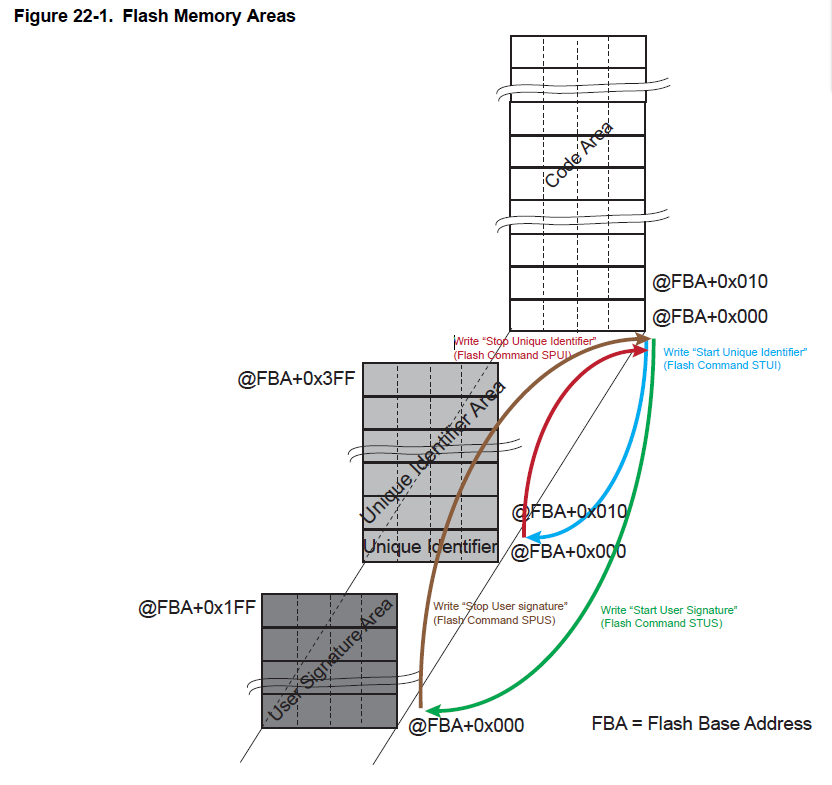 Figure 22-1. Flash Memory Areas
Code Area
@FBA+0x010
@FBA+0x000
Write “Stop Unique Identifier”
(Flash Command SPUI)
Write “Start Unique Identifier”
(Flash Command STUI)
@FBA+0x3FF
Unique Identifier Area
@FBA+0x010
Unique Identifier
@FBA+0x000
@FBA+0x1FF
User Signature Area
Write “Stop User signature”
(Flash Command SPUS)
Write “Start User Signature”
(Flash Command STUS)
@FBA+0x000
FBA = Flash Base Address